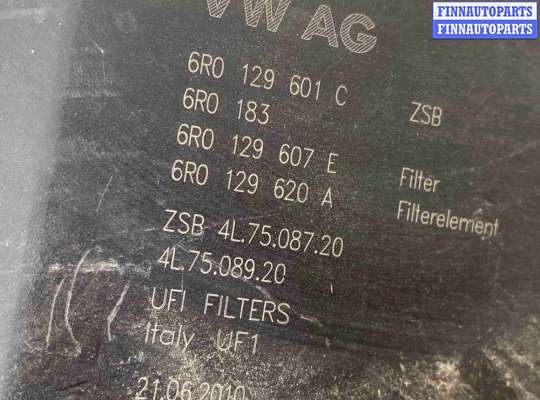 FINNAUTOPARTS
FINNAUTOPARTS
VW AG
6R0 129 601 C ZSB
6R0 183
6R0 129 607 E Filter
6R0 129 620 A Filterelement
ZSB 4L.75.087.20
4L.75.089.20
UFI FILTERS
Italy UF1
21.06.2010